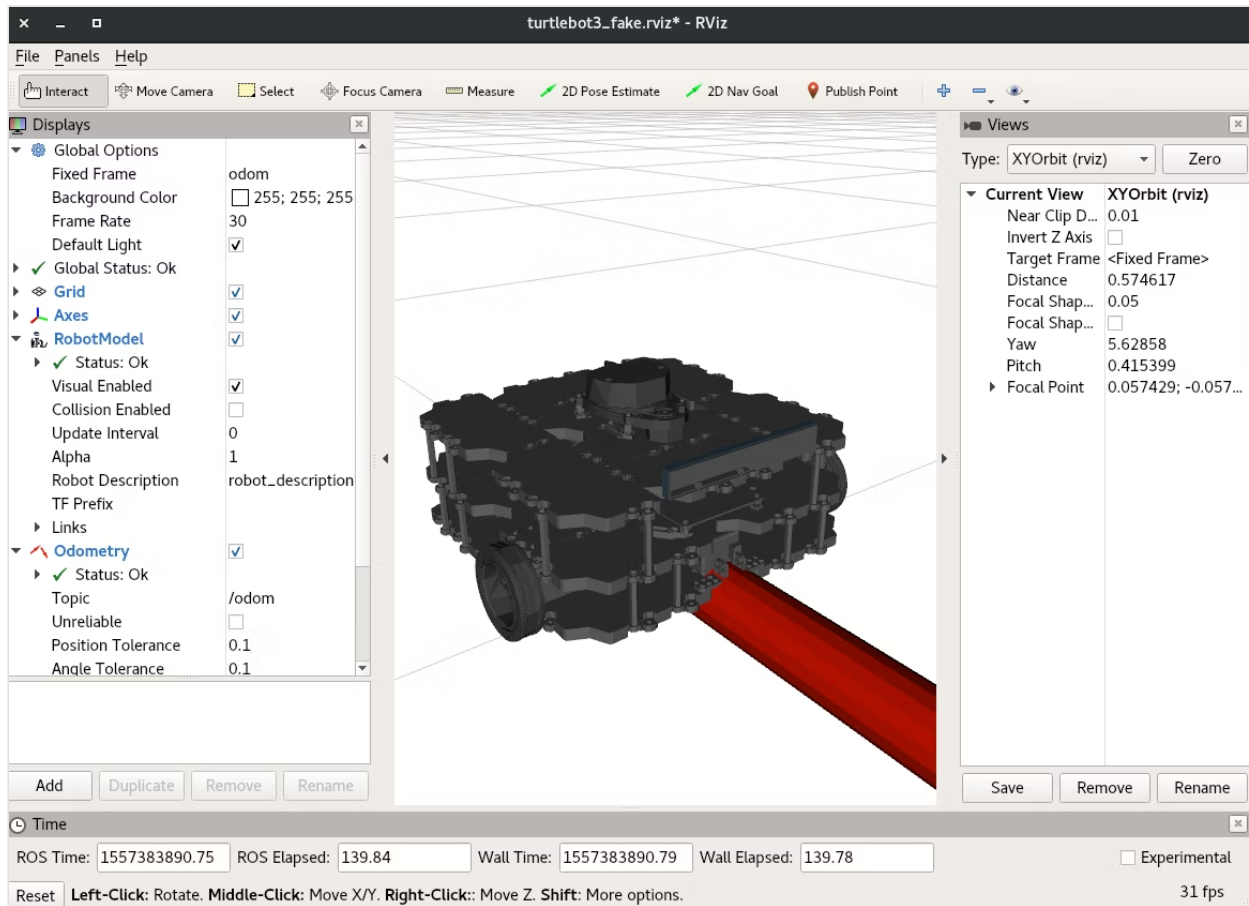 turtlebot3_fake.rviz* - RViz
File Panels Help
Interact Move Camera Select Focus Camera Measure 2D Pose Estimate 2D Nav Goal Publish Point
Displays
Global Options
Fixed Frame odom
Background Color 255; 255; 255
Frame Rate 30
Default Light
Global Status: Ok
Grid
Axes
RobotModel
Status: Ok
Visual Enabled
Collision Enabled
Update Interval 0
Alpha 1
Robot Description robot_description
TF Prefix
Links
Odometry
Status: Ok
Topic /odom
Unreliable
Position Tolerance 0.1
Angle Tolerance 0.1
Add Duplicate Remove Rename
Views
Type: XYOrbit (rviz) Zero
Current View XYOrbit (rviz)
Near Clip D... 0.01
Invert Z Axis
Target Frame <Fixed Frame>
Distance 0.574617
Focal Shap... 0.05
Focal Shap...
Yaw 5.62858
Pitch 0.415399
Focal Point 0.057429; -0.057...
Save Remove Rename
Time
ROS Time: 1557383890.75 ROS Elapsed: 139.84 Wall Time: 1557383890.79 Wall Elapsed: 139.78 Experimental
Reset Left-Click: Rotate. Middle-Click: Move X/Y. Right-Click:: Move Z. Shift: More options. 31 fps